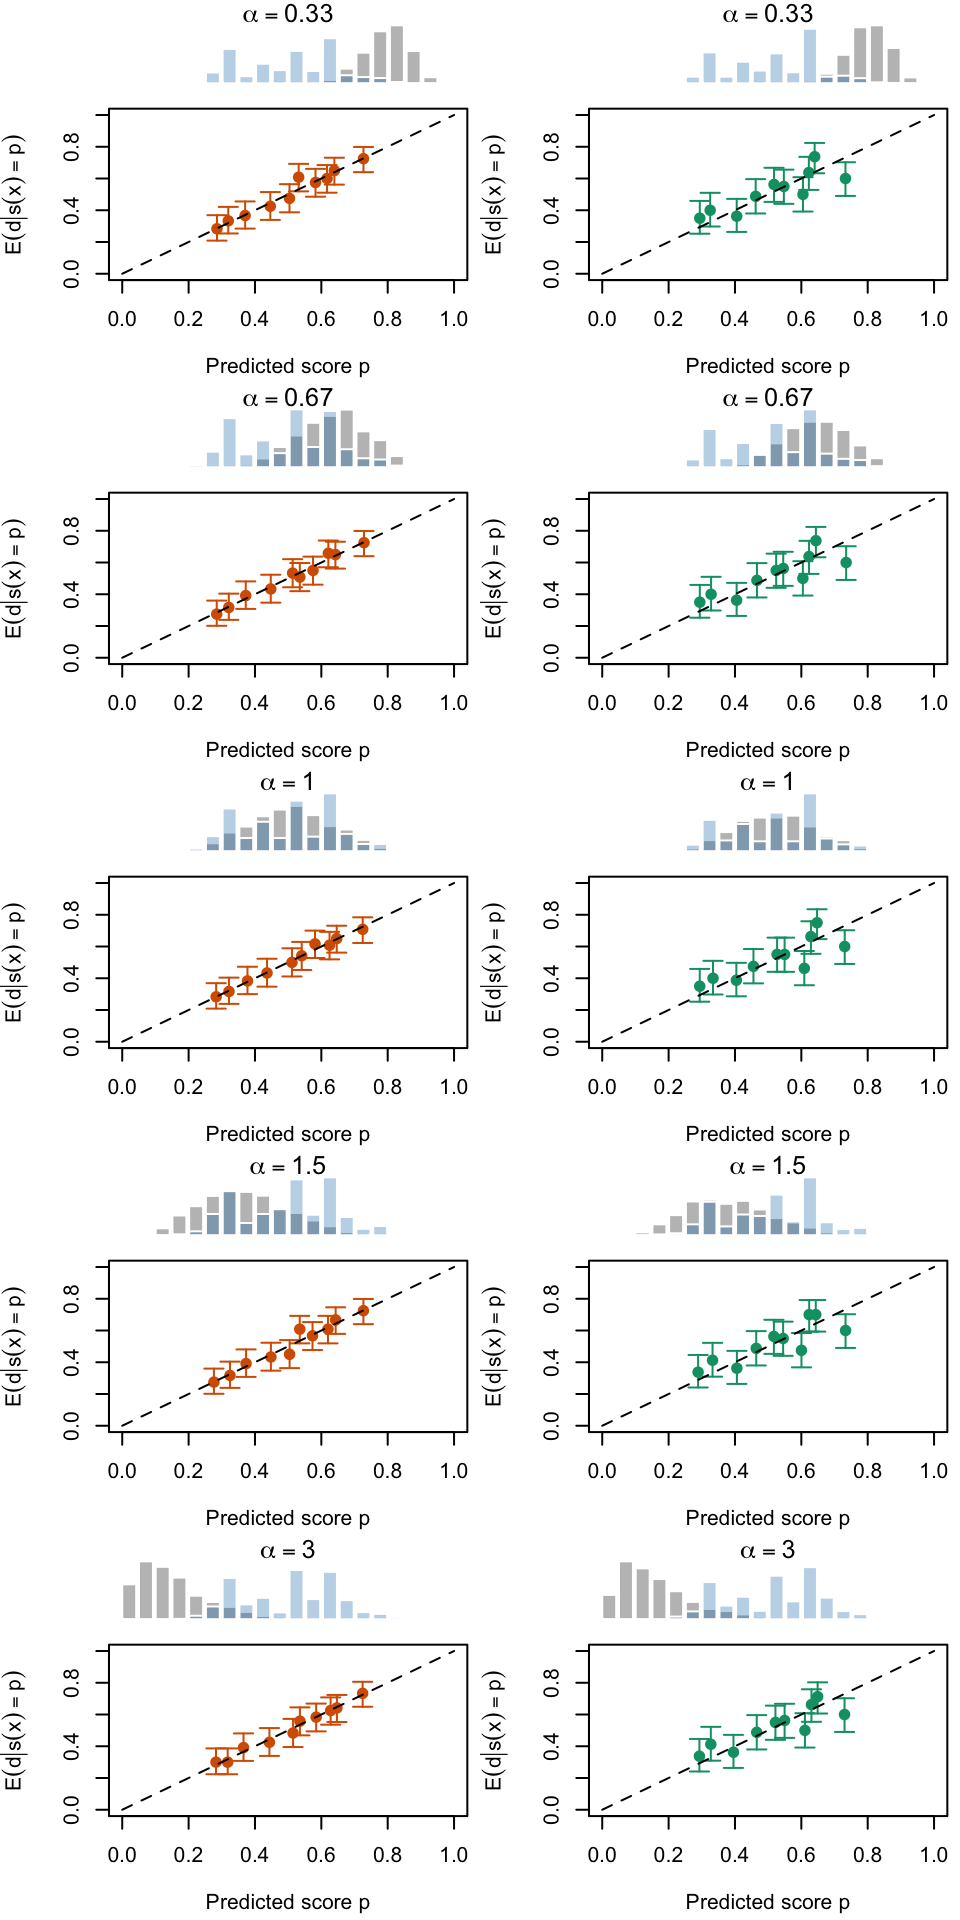 α = 0.33
E(d|s(x) = p)
0.0 0.4 0.8
0.0 0.2 0.4 0.6 0.8 1.0
Predicted score p
α = 0.33
E(d|s(x) = p)
0.0 0.4 0.8
0.0 0.2 0.4 0.6 0.8 1.0
Predicted score p
α = 0.67
E(d|s(x) = p)
0.0 0.4 0.8
0.0 0.2 0.4 0.6 0.8 1.0
Predicted score p
α = 0.67
E(d|s(x) = p)
0.0 0.4 0.8
0.0 0.2 0.4 0.6 0.8 1.0
Predicted score p
α = 1
E(d|s(x) = p)
0.0 0.4 0.8
0.0 0.2 0.4 0.6 0.8 1.0
Predicted score p
α = 1
E(d|s(x) = p)
0.0 0.4 0.8
0.0 0.2 0.4 0.6 0.8 1.0
Predicted score p
α = 1.5
E(d|s(x) = p)
0.0 0.4 0.8
0.0 0.2 0.4 0.6 0.8 1.0
Predicted score p
α = 1.5
E(d|s(x) = p)
0.0 0.4 0.8
0.0 0.2 0.4 0.6 0.8 1.0
Predicted score p
α = 3
E(d|s(x) = p)
0.0 0.4 0.8
0.0 0.2 0.4 0.6 0.8 1.0
Predicted score p
α = 3
E(d|s(x) = p)
0.0 0.4 0.8
0.0 0.2 0.4 0.6 0.8 1.0
Predicted score p